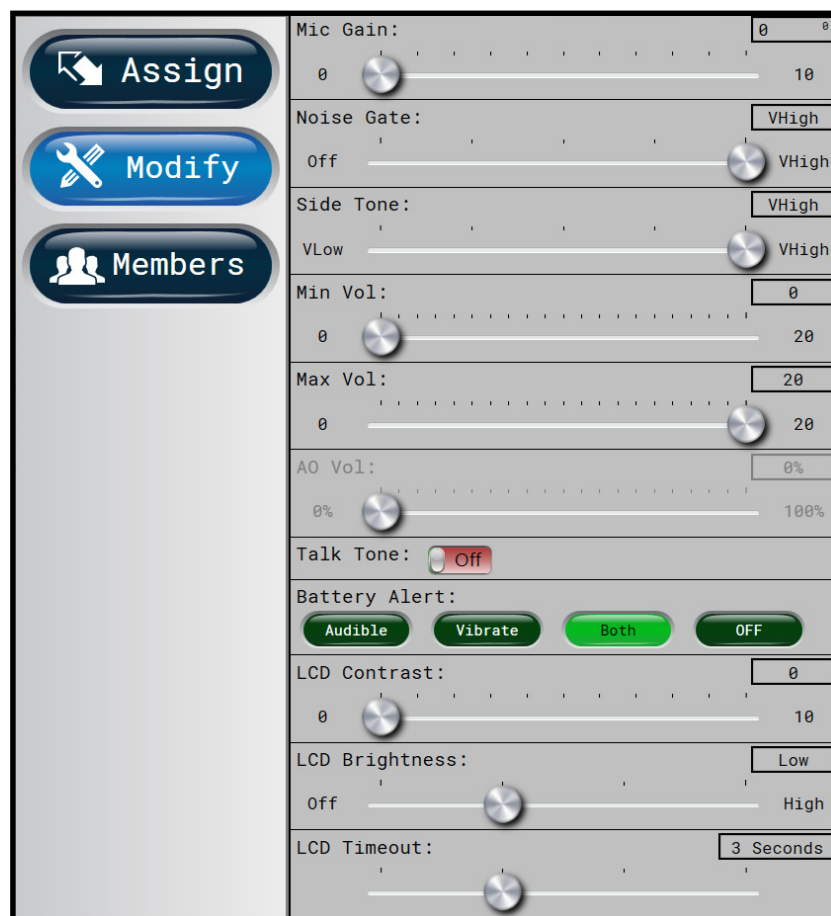 Assign
Modify
Members
Mic Gain:
0 0
0 10
Noise Gate:
VHigh
Off VHigh
Side Tone:
VHigh
VLow VHigh
Min Vol:
0
0 20
Max Vol:
20
0 20
AO Vol:
0%
0% 100%
Talk Tone: Off
Battery Alert:
Audible Vibrate Both OFF
LCD Contrast:
0
0 10
LCD Brightness:
Low
Off High
LCD Timeout:
3 Seconds